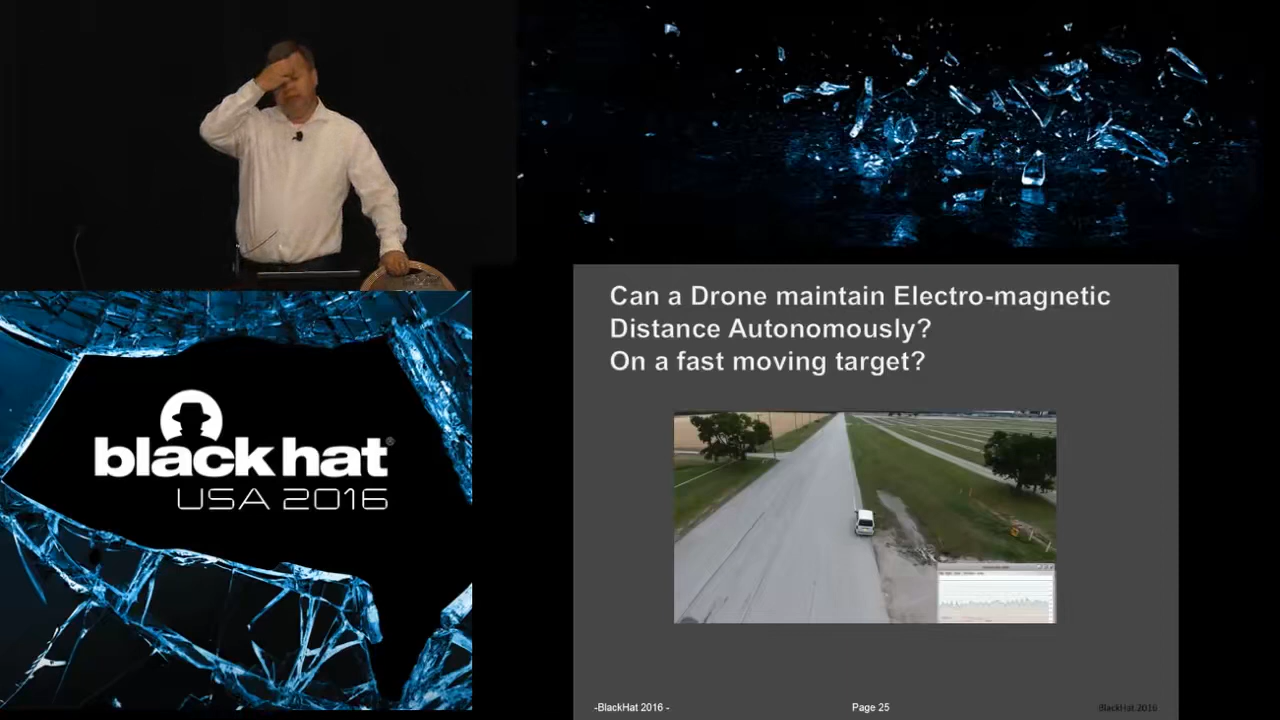 black hat®
USA 2016
Can a Drone maintain Electro-magnetic
Distance Autonomously?
On a fast moving target?
-BlackHat 2016 -
Page 25
BlackHat 2016